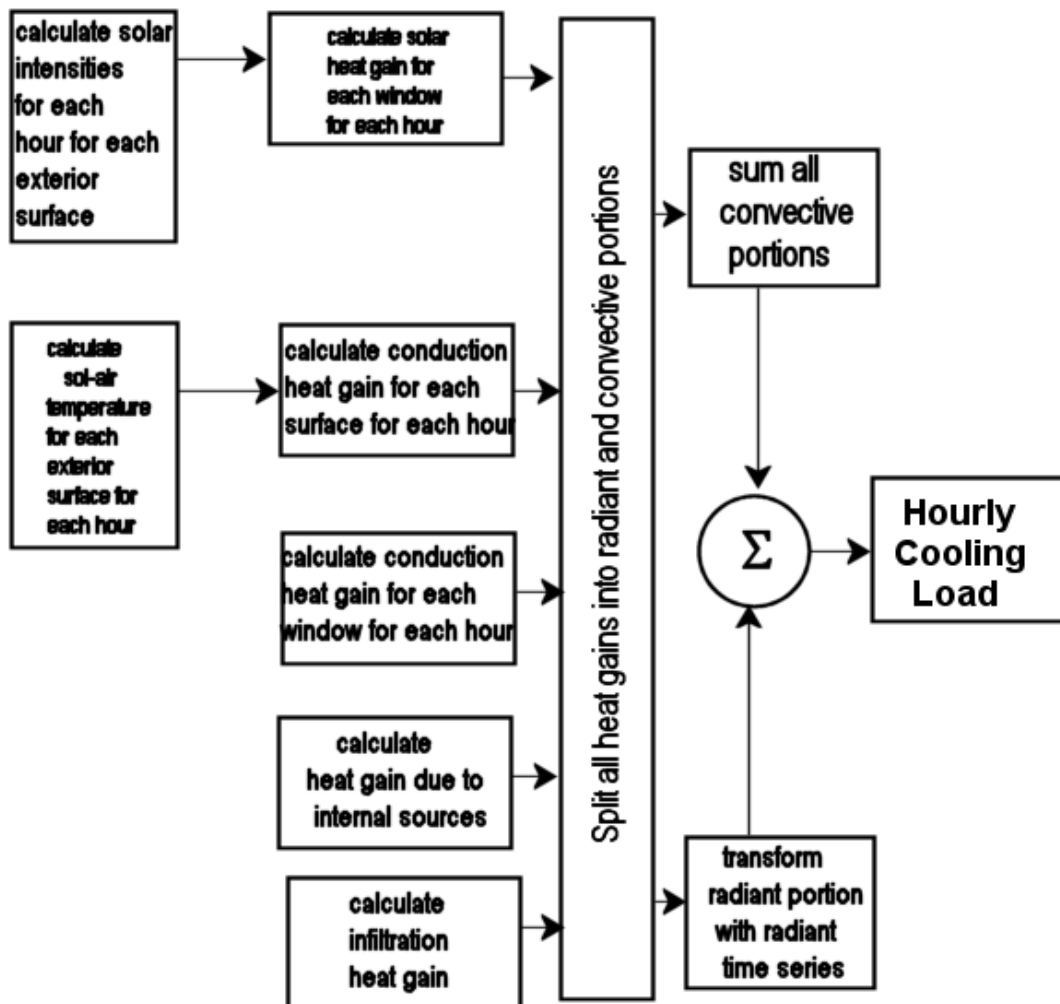 calculate solar
intensities
for each
hour for each
exterior
surface
calculate solar
heat gain for
each window
for each hour
calculate
sol-air
temperature
for each
exterior
surface for
each hour
calculate conduction
heat gain for each
surface for each hour
calculate conduction
heat gain for each
window for each hour
calculate
heat gain due to
internal sources
calculate
infiltration
heat gain
Split all heat gains into radiant and convective portions
sum all
convective
portions
Σ
transform
radiant portion
with radiant
time series
Hourly
Cooling
Load